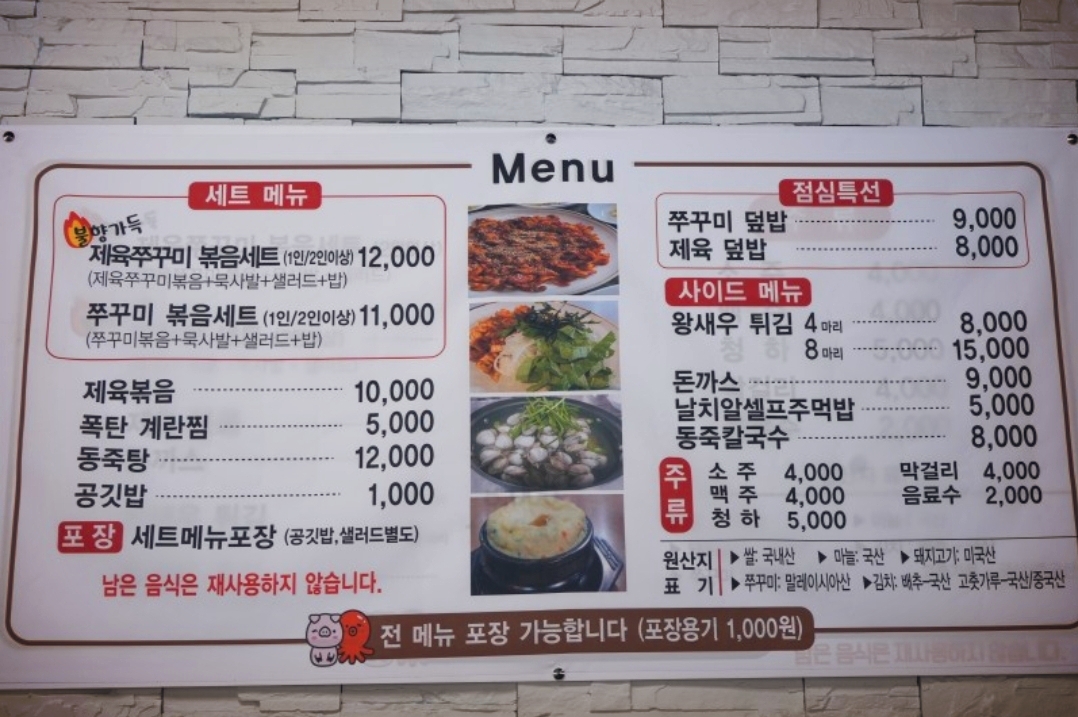 Menu
세트 메뉴
불향가득
제육쭈꾸미 볶음세트 (1인/2인이상) 12,000
(제육쭈꾸미볶음+묵사발+샐러드+밥)
쭈꾸미 볶음세트 (1인/2인이상) 11,000
(쭈꾸미볶음+묵사발+샐러드+밥)
제육볶음 10,000
폭탄 계란찜 5,000
동죽탕 12,000
공깃밥 1,000
포장 세트메뉴포장 (공깃밥,샐러드별도)
남은 음식은 재사용하지 않습니다.
점심특선
쭈꾸미 덮밥 9,000
제육 덮밥 8,000
사이드 메뉴
왕새우 튀김 4마리 8,000
8마리 15,000
돈까스 9,000
날치알셀프주먹밥 5,000
동죽칼국수 8,000
주류
소주 4,000 막걸리 4,000
맥주 4,000 음료수 2,000
청하 5,000
원산지 ▶쌀: 국내산 ▶마늘: 국산 ▶돼지고기: 미국산
표기 ▶쭈꾸미: 말레이시아산 ▶김치: 배추-국산 고춧가루-국산/중국산
전 메뉴 포장 가능합니다 (포장용기 1,000원)